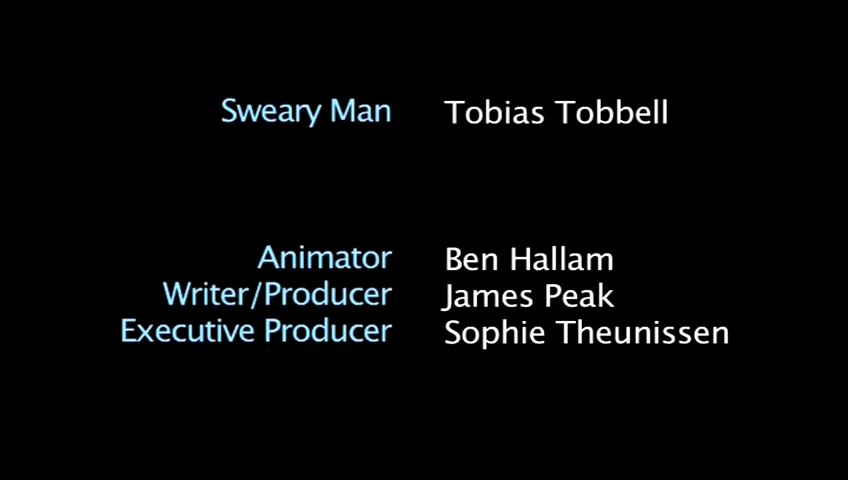 Sweary Man Tobias Tobbell
Animator Ben Hallam
Writer/Producer James Peak
Executive Producer Sophie Theunissen